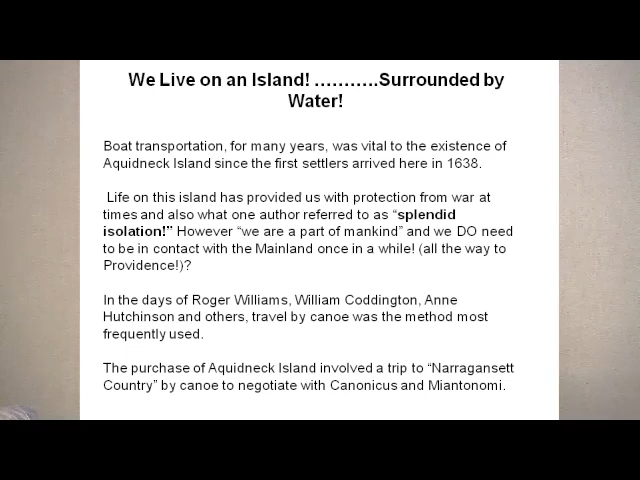 We Live on an Island! ………..Surrounded by
Water!
Boat transportation, for many years, was vital to the existence of
Aquidneck Island since the first settlers arrived here in 1638.
Life on this island has provided us with protection from war at
times and also what one author referred to as “splendid
isolation!” However “we are a part of mankind” and we DO need
to be in contact with the Mainland once in a while! (all the way to
Providence!)?
In the days of Roger Williams, William Coddington, Anne
Hutchinson and others, travel by canoe was the method most
frequently used.
The purchase of Aquidneck Island involved a trip to “Narragansett
Country” by canoe to negotiate with Canonicus and Miantonomi.